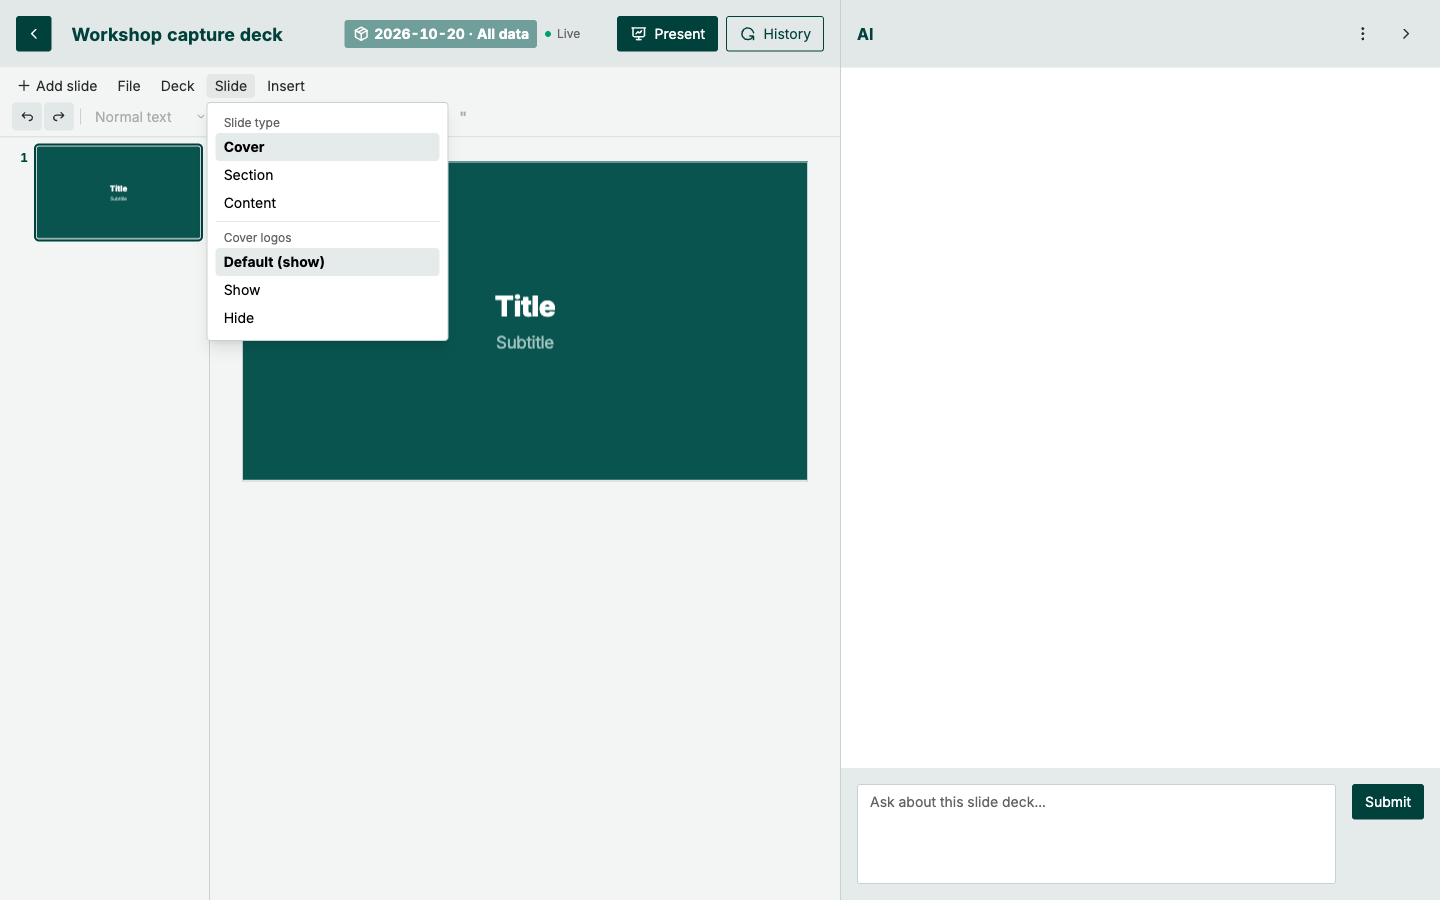 Workshop capture deck
2026-10-20 · All data
Live
Present
History
AI
Add slide
File
Deck
Slide
Insert
Normal text
"
Slide type
Cover
Section
Content
Cover logos
Default (show)
Show
Hide
1
Title
Subtitle
Title
Subtitle
Ask about this slide deck...
Submit